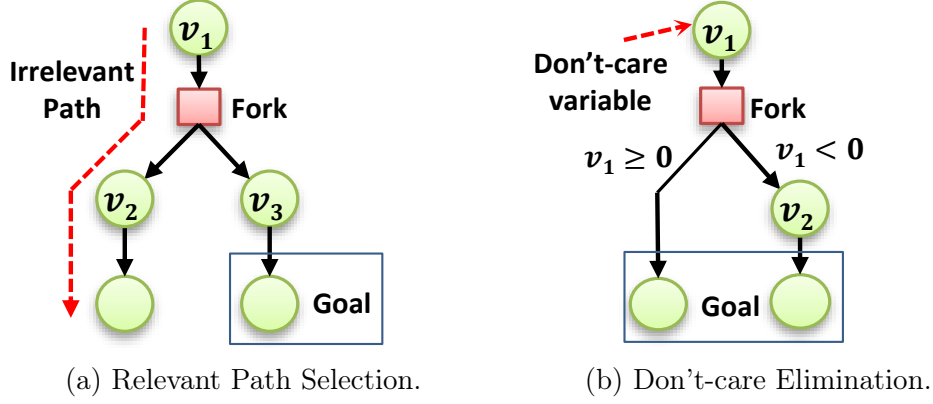 v₁
Irrelevant
Path
Fork
v₂
v₃
Goal
(a) Relevant Path Selection.
v₁
Don't-care
variable
Fork
v₁ ≥ 0
v₁ < 0
v₂
Goal
(b) Don't-care Elimination.